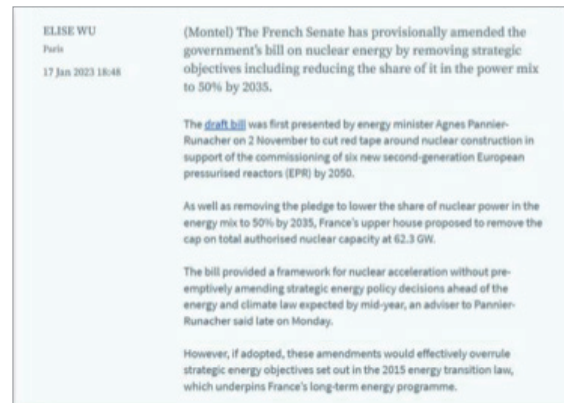 ELISE WU
Paris
17 Jan 2023 18:48
(Montel) The French Senate has provisionally amended the
government's bill on nuclear energy by removing strategic
objectives including reducing the share of it in the power mix
to 50% by 2035.
The draft bill was first presented by energy minister Agnes Pannier-
Runacher on 2 November to cut red tape around nuclear construction in
support of the commissioning of six new second-generation European
pressurised reactors (EPR) by 2050.
As well as removing the pledge to lower the share of nuclear power in the
energy mix to 50% by 2035, France's upper house proposed to remove the
cap on total authorised nuclear capacity at 62.3 GW.
The bill provided a framework for nuclear acceleration without pre-
emptively amending strategic energy policy decisions ahead of the
energy and climate law expected by mid-year, an adviser to Pannier-
Runacher said late on Monday.
However, if adopted, these amendments would effectively overrule
strategic energy objectives set out in the 2015 energy transition law,
which underpins France's long-term energy programme.